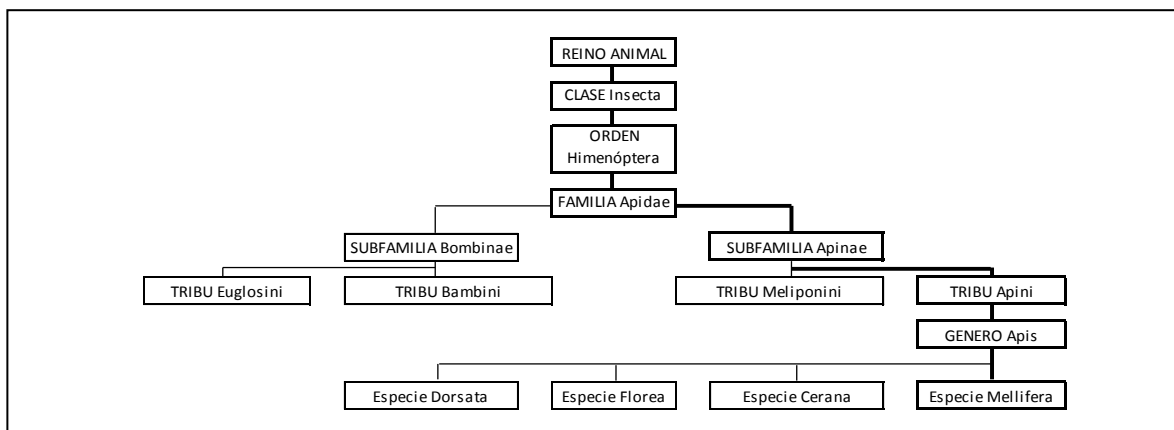 REINO ANIMAL
CLASE Insecta
ORDEN
Himenóptera
FAMILIA Apidae
SUBFAMILIA Bombinae
SUBFAMILIA Apinae
TRIBU Euglosini
TRIBU Bambini
TRIBU Meliponini
TRIBU Apini
GENERO Apis
Especie Dorsata
Especie Florea
Especie Cerana
Especie Mellifera